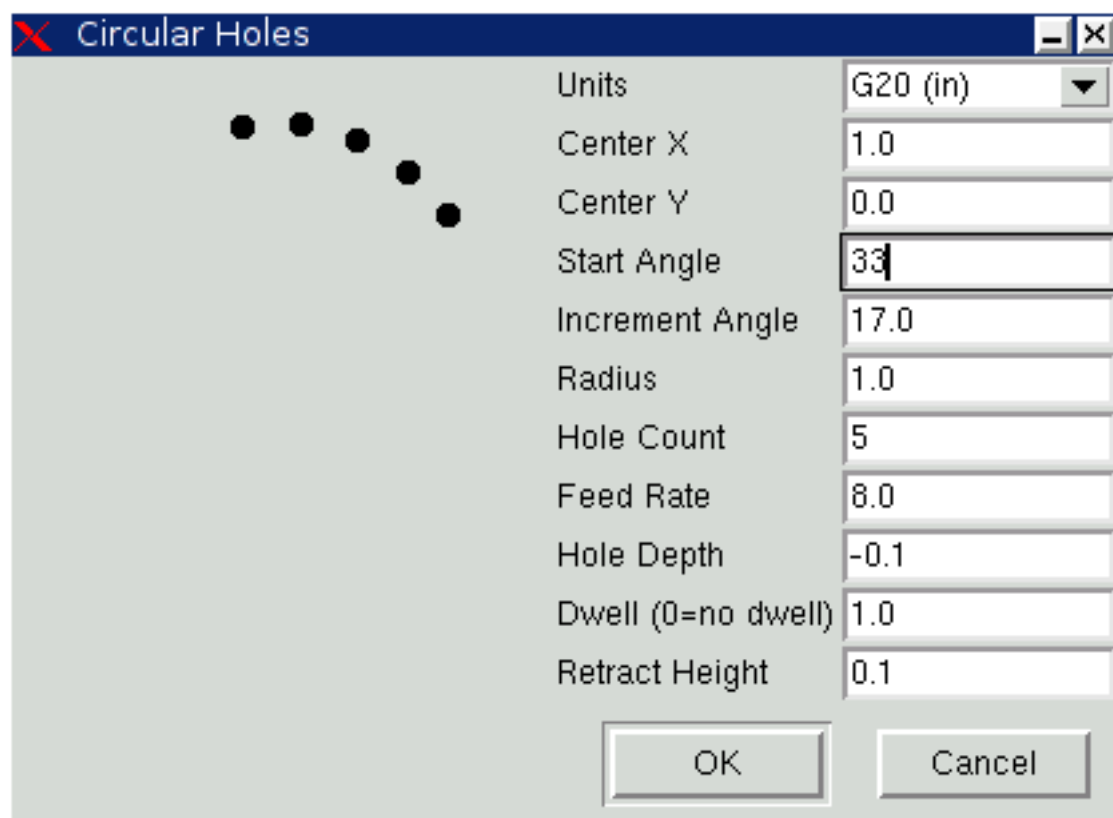 Circular Holes
Units G20 (in)
Center X 1.0
Center Y 0.0
Start Angle 33
Increment Angle 17.0
Radius 1.0
Hole Count 5
Feed Rate 8.0
Hole Depth -0.1
Dwell (0=no dwell) 1.0
Retract Height 0.1
OK Cancel